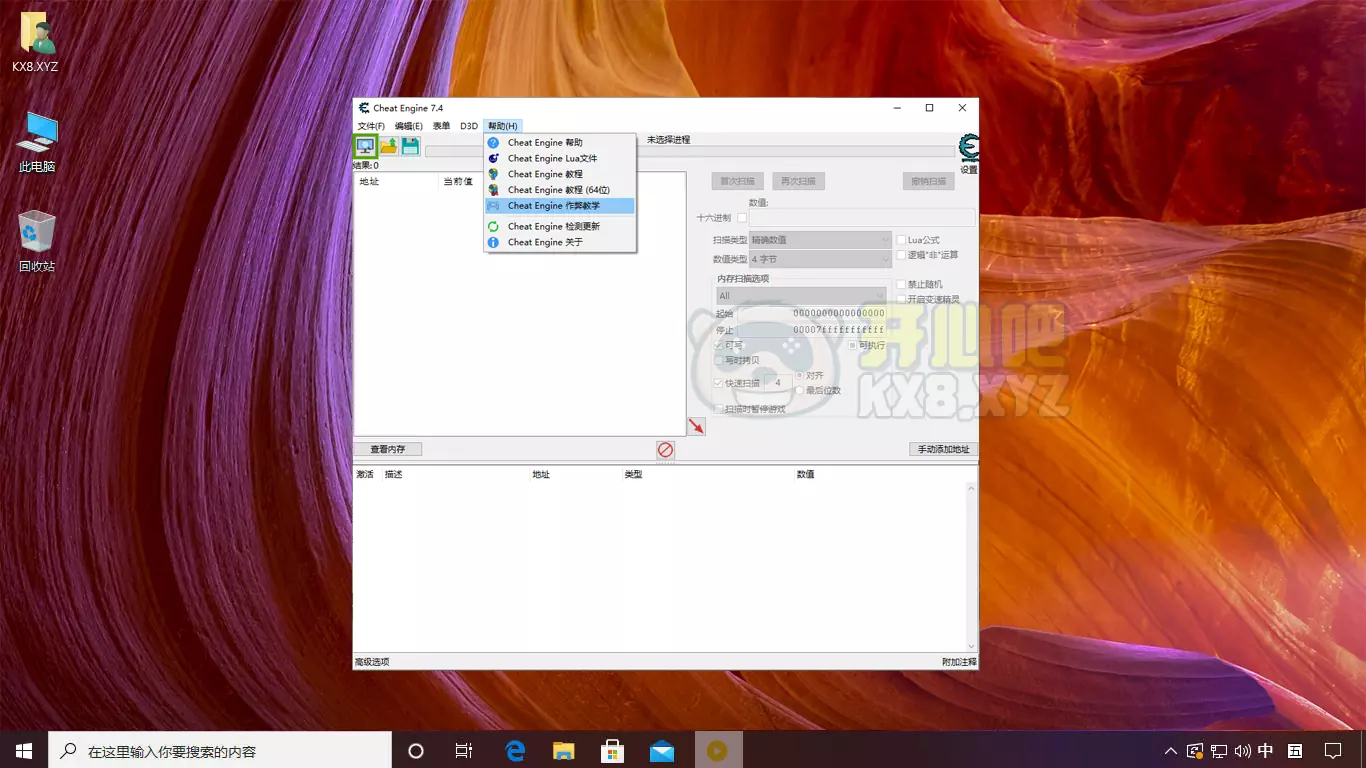 KX8.XYZ
此电脑
回收站
Cheat Engine 7.4
文件(F) 编辑(E) 表单 D3D 帮助(H)
未选择进程
Cheat Engine 帮助
Cheat Engine Lua文件
Cheat Engine 教程
Cheat Engine 教程 (64位)
Cheat Engine 作弊教学
Cheat Engine 检测更新
Cheat Engine 关于
结果:0
设置
地址 当前值
首次扫描 再次扫描 撤销扫描
数值:
十六进制
扫描类型 精确数值 Lua公式
数值类型 4 字节 逻辑"非"运算
内存扫描选项
All
禁止随机
开启变速精灵
起始 0000000000000000
停止 00007fffffffffff
可写 可执行
写时拷贝
快速扫描 4 对齐
最后位数
扫描时暂停游戏
开心吧
KX8.XYZ
查看内存 手动添加地址
激活 描述 地址 类型 数值
高级选项 附加注释
在这里输入你要搜索的内容
中 五